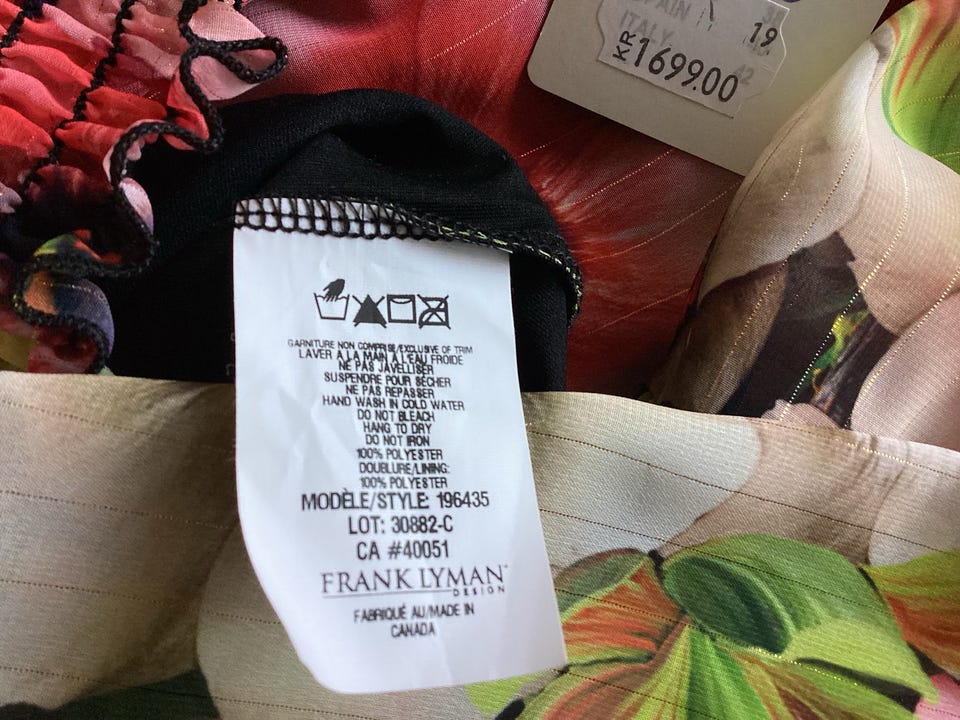 19
ITALY 42
KR1699.00
GARNITURE NON COMPRISE/EXCLUSIVE OF TRIM
LAVER A LA MAIN A L'EAU FROIDE
NE PAS JAVELLISER
SUSPENDRE POUR SÉCHER
NE PAS REPASSER
HAND WASH IN COLD WATER
DO NOT BLEACH
HANG TO DRY
DO NOT IRON
100% POLYESTER
DOUBLURE/LINING:
100% POLYESTER
MODÈLE/STYLE: 196435
LOT: 30882-C
CA #40051
FRANK LYMAN
DESIGN
FABRIQUÉ AU/MADE IN
CANADA